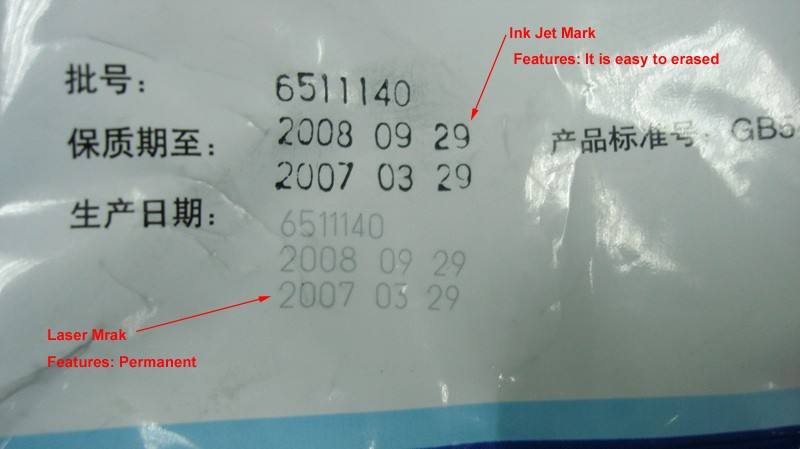 Ink Jet Mark
Features: It is easy to erased
批号: 6511140
保质期至: 2008 09 29
产品标准号: GB5
2007 03 29
生产日期:
6511140
2008 09 29
2007 03 29
Laser Mrak
Features: Permanent